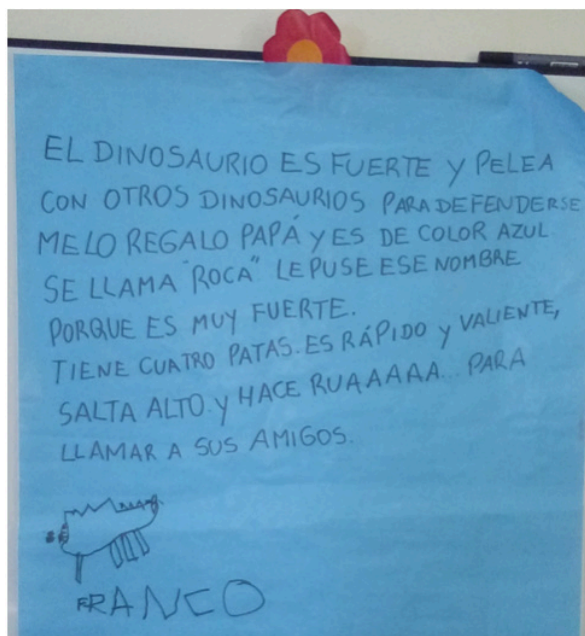 EL DINOSAURIO ES FUERTE Y PELEA
CON OTROS DINOSAURIOS PARA DEFENDERSE
MELO REGALO PAPÁ Y ES DE COLOR AZUL
SE LLAMA "ROCA" LE PUSE ESE NOMBRE
PORQUE ES MUY FUERTE.
TIENE CUATRO PATAS. ES RÁPIDO Y VALIENTE,
SALTA ALTO Y HACE RUAAAAA... PARA
LLAMAR A SUS AMIGOS.
FRANCO